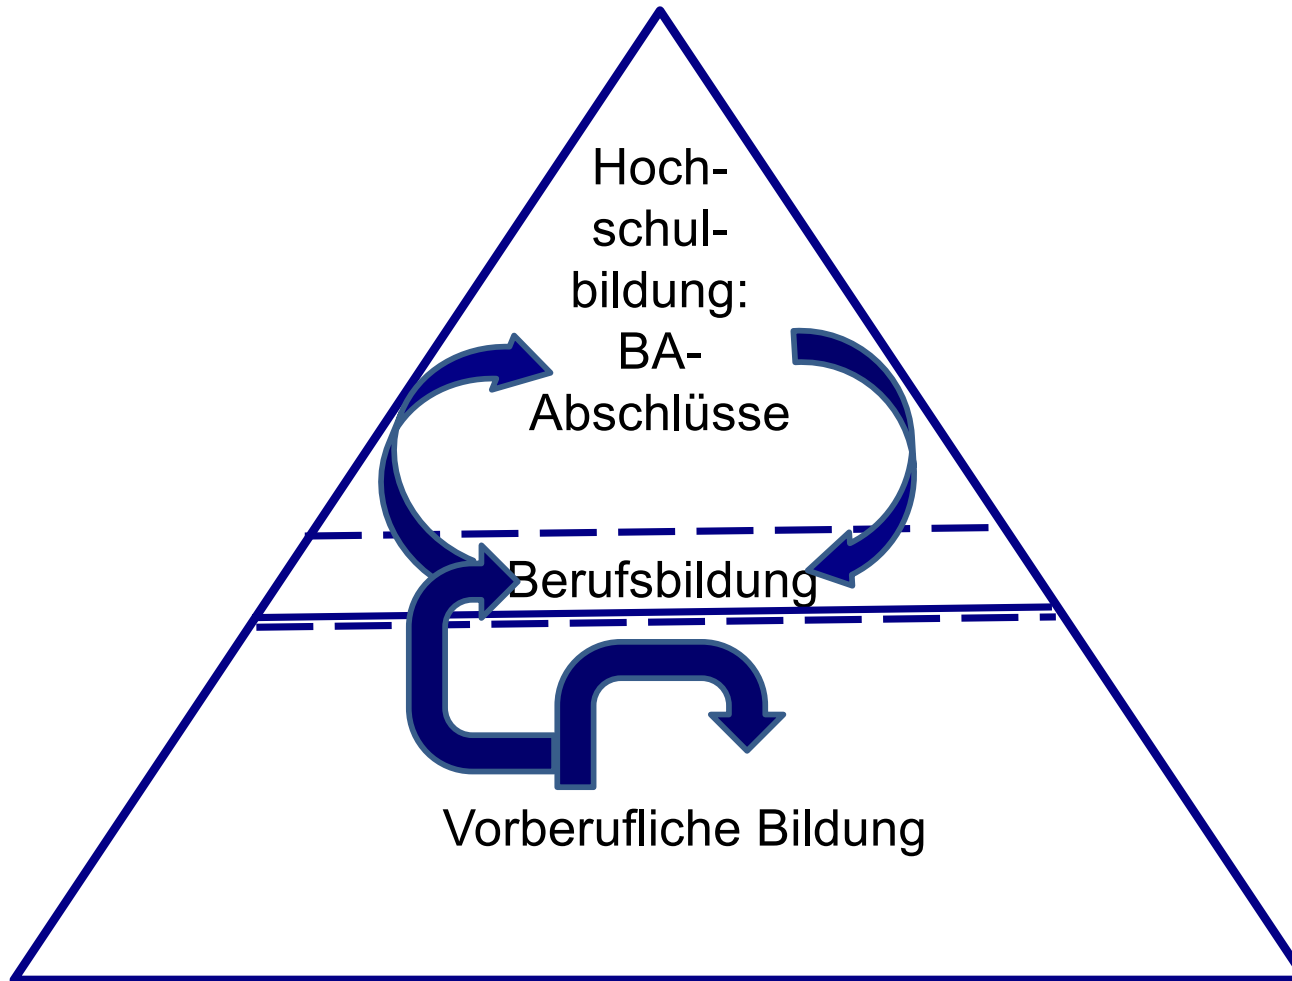 Hoch-
schul-
bildung:
BA-
Abschlüsse
Berufsbildung
Vorberufliche Bildung